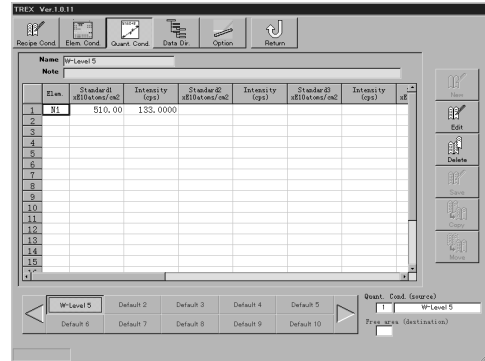 TREX Ver.1.0.11
Recipe Cond. Elem. Cond. Quant. Cond. Data Dir. Option Return
Name W-Level 5
Note
Elem. Standard1 Intensity Standard2 Intensity Standard3 Intensity
xE10atoms/cm2 (cps) xE10atoms/cm2 (cps) xE10atoms/cm2 (cps) xE
1 Ni 510.00 133.0000
2
3
4
5
6
7
8
9
10
11
12
13
14
15
New
Edit
Delete
Save
Copy
Move
W-Level 5 Default 2 Default 3 Default 4 Default 5
Default 6 Default 7 Default 8 Default 9 Default 10
Quant. Cond. (source)
1 W-Level 5
Free area (destination)